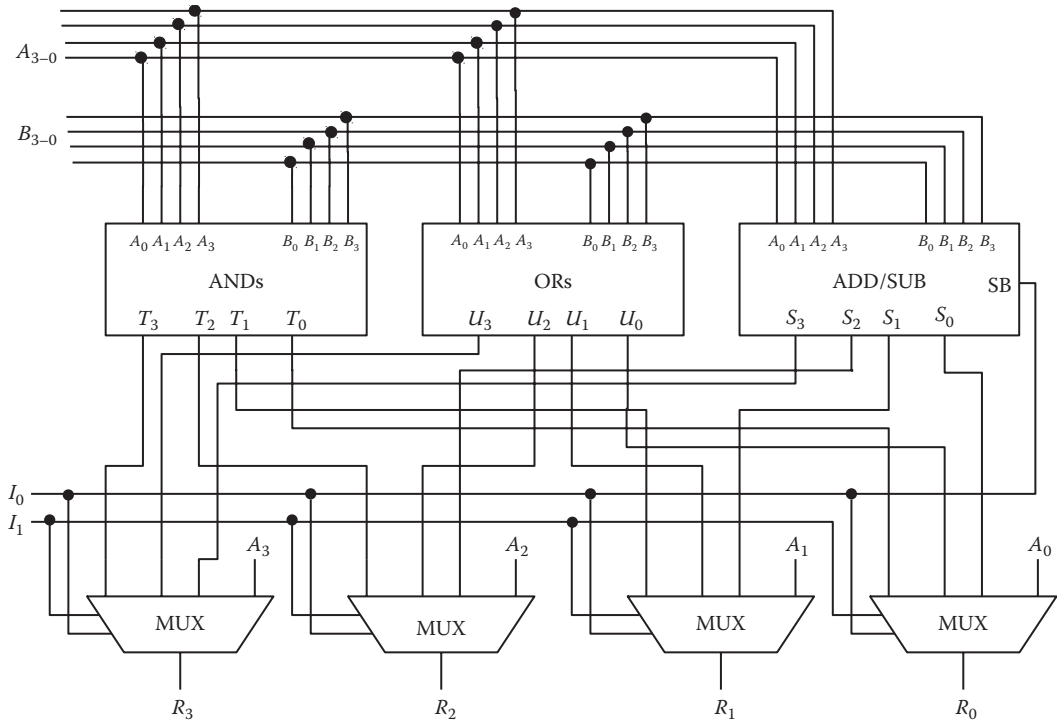 A3–0
B3–0
A0 A1 A2 A3 B0 B1 B2 B3
A0 A1 A2 A3 B0 B1 B2 B3
A0 A1 A2 A3 B0 B1 B2 B3
ANDs
ORs
ADD/SUB
SB
T3 T2 T1 T0
U3 U2 U1 U0
S3 S2 S1 S0
I0
I1
A3
A2
A1
A0
MUX
MUX
MUX
MUX
R3
R2
R1
R0